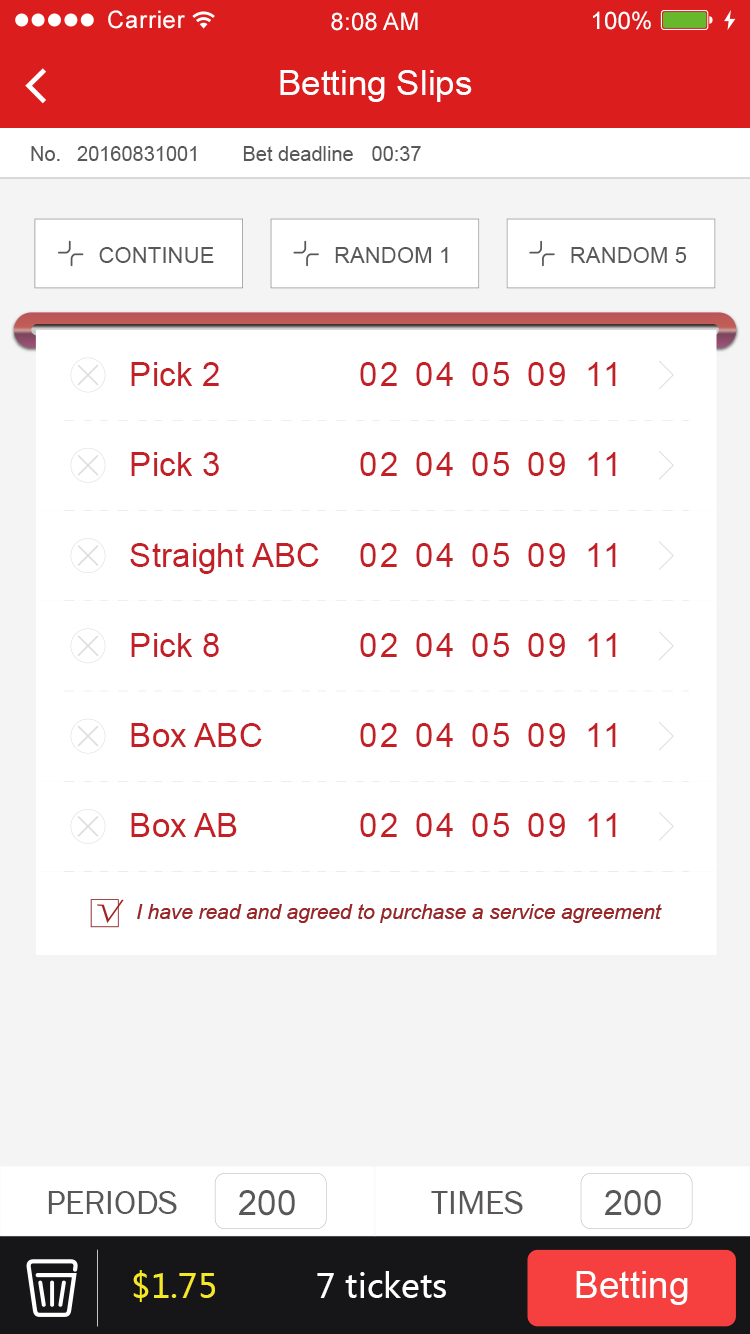 Carrier 8:08 AM 100%
Betting Slips
No. 20160831001 Bet deadline 00:37
CONTINUE RANDOM 1 RANDOM 5
Pick 2 02 04 05 09 11
Pick 3 02 04 05 09 11
Straight ABC 02 04 05 09 11
Pick 8 02 04 05 09 11
Box ABC 02 04 05 09 11
Box AB 02 04 05 09 11
I have read and agreed to purchase a service agreement
PERIODS 200 TIMES 200
$1.75 7 tickets Betting